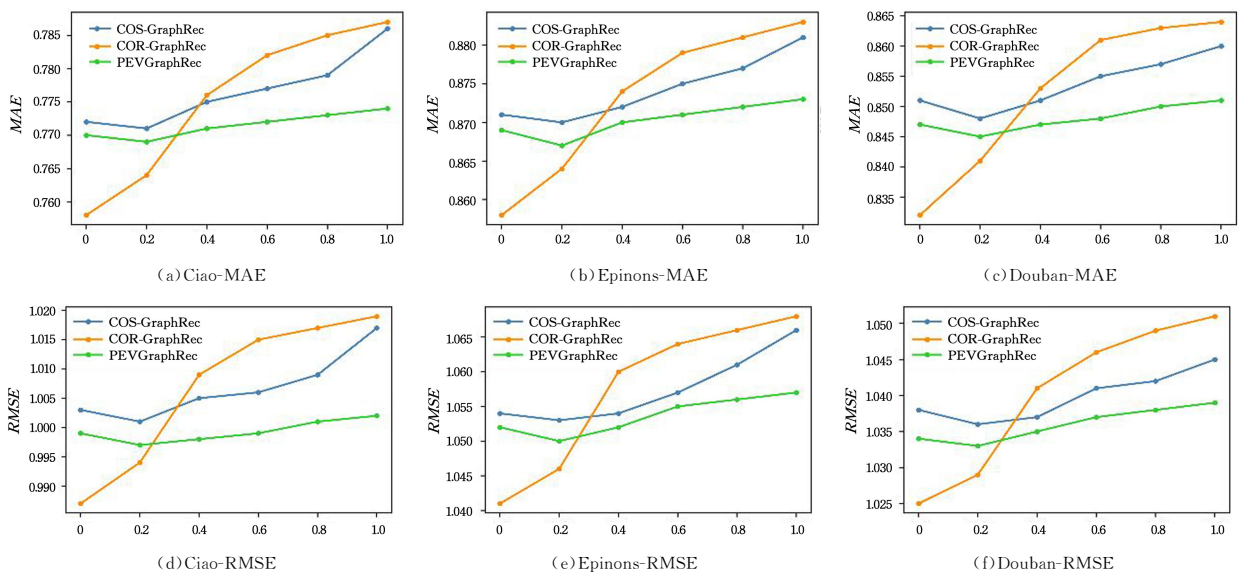 COS-GraphRec
COR-GraphRec
PEVGraphRec
MAE
0.785
0.780
0.775
0.770
0.765
0.760
0 0.2 0.4 0.6 0.8 1.0
(a)Ciao-MAE
COS-GraphRec
COR-GraphRec
PEVGraphRec
MAE
0.880
0.875
0.870
0.865
0.860
0 0.2 0.4 0.6 0.8 1.0
(b)Epinons-MAE
COS-GraphRec
COR-GraphRec
PEVGraphRec
MAE
0.865
0.860
0.855
0.850
0.845
0.840
0.835
0 0.2 0.4 0.6 0.8 1.0
(c)Douban-MAE
COS-GraphRec
COR-GraphRec
PEVGraphRec
RMSE
1.020
1.015
1.010
1.005
1.000
0.995
0.990
0 0.2 0.4 0.6 0.8 1.0
(d)Ciao-RMSE
COS-GraphRec
COR-GraphRec
PEVGraphRec
RMSE
1.065
1.060
1.055
1.050
1.045
1.040
0 0.2 0.4 0.6 0.8 1.0
(e)Epinons-RMSE
COS-GraphRec
COR-GraphRec
PEVGraphRec
RMSE
1.050
1.045
1.040
1.035
1.030
1.025
0 0.2 0.4 0.6 0.8 1.0
(f)Douban-RMSE